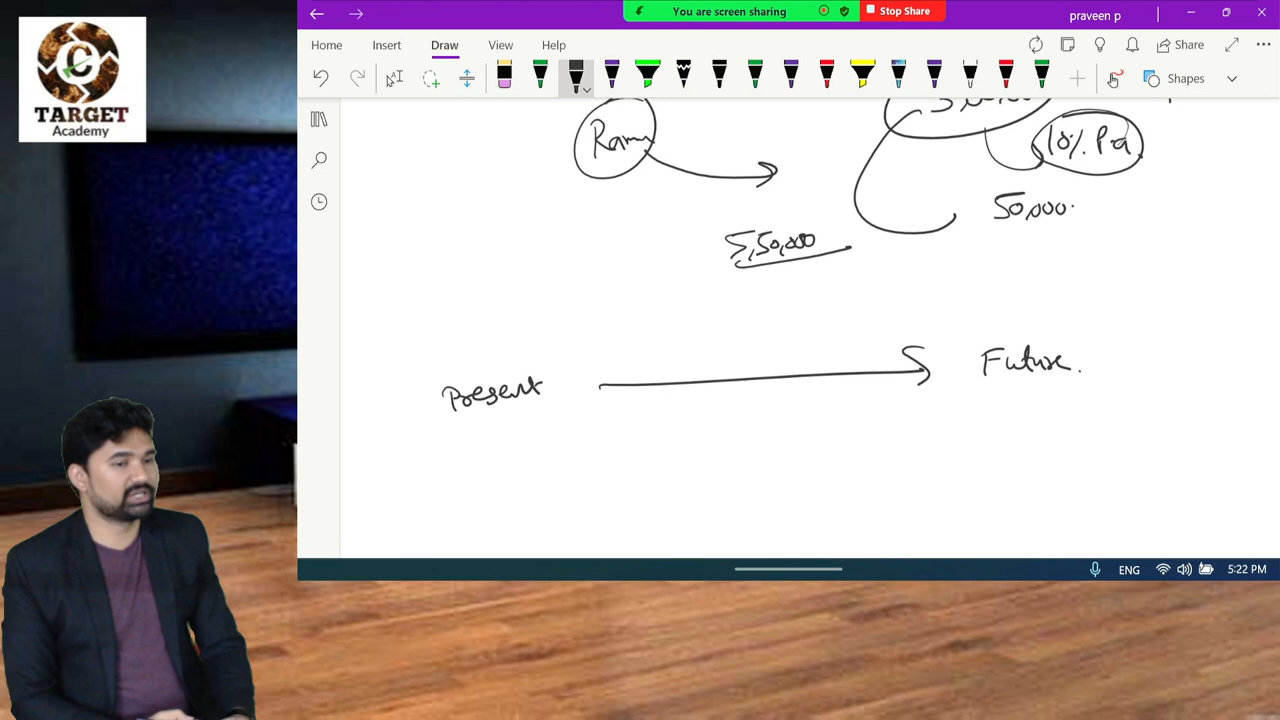 TARGET
Academy
You are screen sharing
Stop Share
praveen p
Home Insert Draw View Help
Share
Shapes
Ram
10% Pa
50,000.
5,50,000
Present
Future.
ENG
5:22 PM